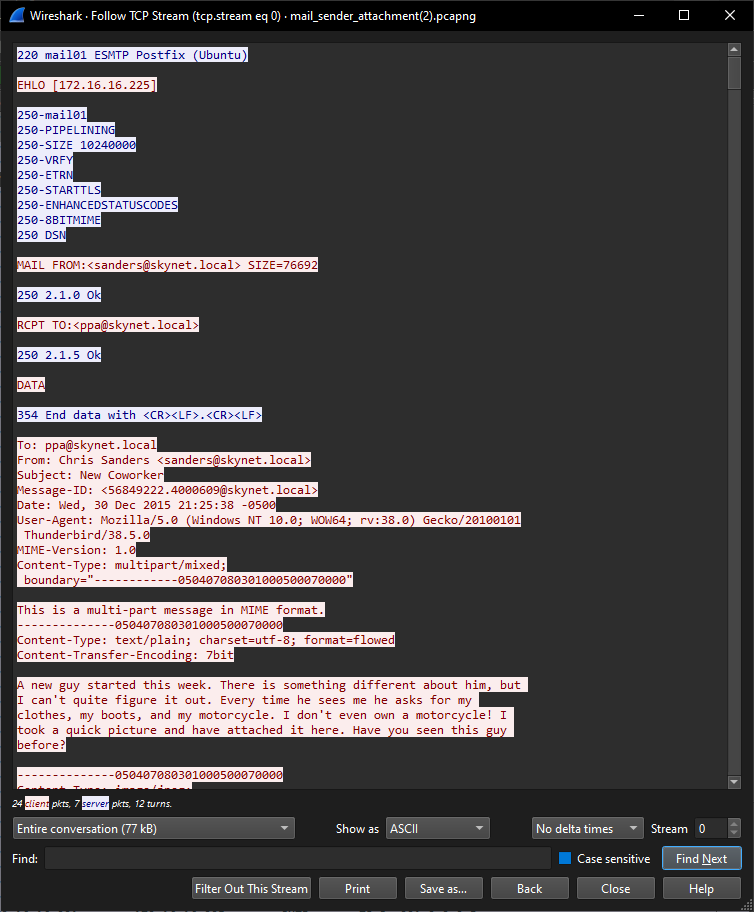 Wireshark · Follow TCP Stream (tcp.stream eq 0) · mail_sender_attachment(2).pcapng
220 mail01 ESMTP Postfix (Ubuntu)
EHLO [172.16.16.225]
250-mail01
250-PIPELINING
250-SIZE 10240000
250-VRFY
250-ETRN
250-STARTTLS
250-ENHANCEDSTATUSCODES
250-8BITMIME
250 DSN
MAIL FROM:<sanders@skynet.local> SIZE=76692
250 2.1.0 Ok
RCPT TO:<ppa@skynet.local>
250 2.1.5 Ok
DATA
354 End data with <CR><LF>.<CR><LF>
To: ppa@skynet.local
From: Chris Sanders <sanders@skynet.local>
Subject: New Coworker
Message-ID: <56849222.4000609@skynet.local>
Date: Wed, 30 Dec 2015 21:25:38 -0500
User-Agent: Mozilla/5.0 (Windows NT 10.0; WOW64; rv:38.0) Gecko/20100101
Thunderbird/38.5.0
MIME-Version: 1.0
Content-Type: multipart/mixed;
boundary="------------050407080301000500070000"
This is a multi-part message in MIME format.
--------------050407080301000500070000
Content-Type: text/plain; charset=utf-8; format=flowed
Content-Transfer-Encoding: 7bit
A new guy started this week. There is something different about him, but
I can't quite figure it out. Every time he sees me he asks for my
clothes, my boots, and my motorcycle. I don't even own a motorcycle! I
took a quick picture and have attached it here. Have you seen this guy
before?
--------------050407080301000500070000
Content-Type: image/jpeg;
24 client pkts, 7 server pkts, 12 turns.
Entire conversation (77 kB) Show as ASCII No delta times Stream 0
Find: Case sensitive Find Next
Filter Out This Stream Print Save as... Back Close Help